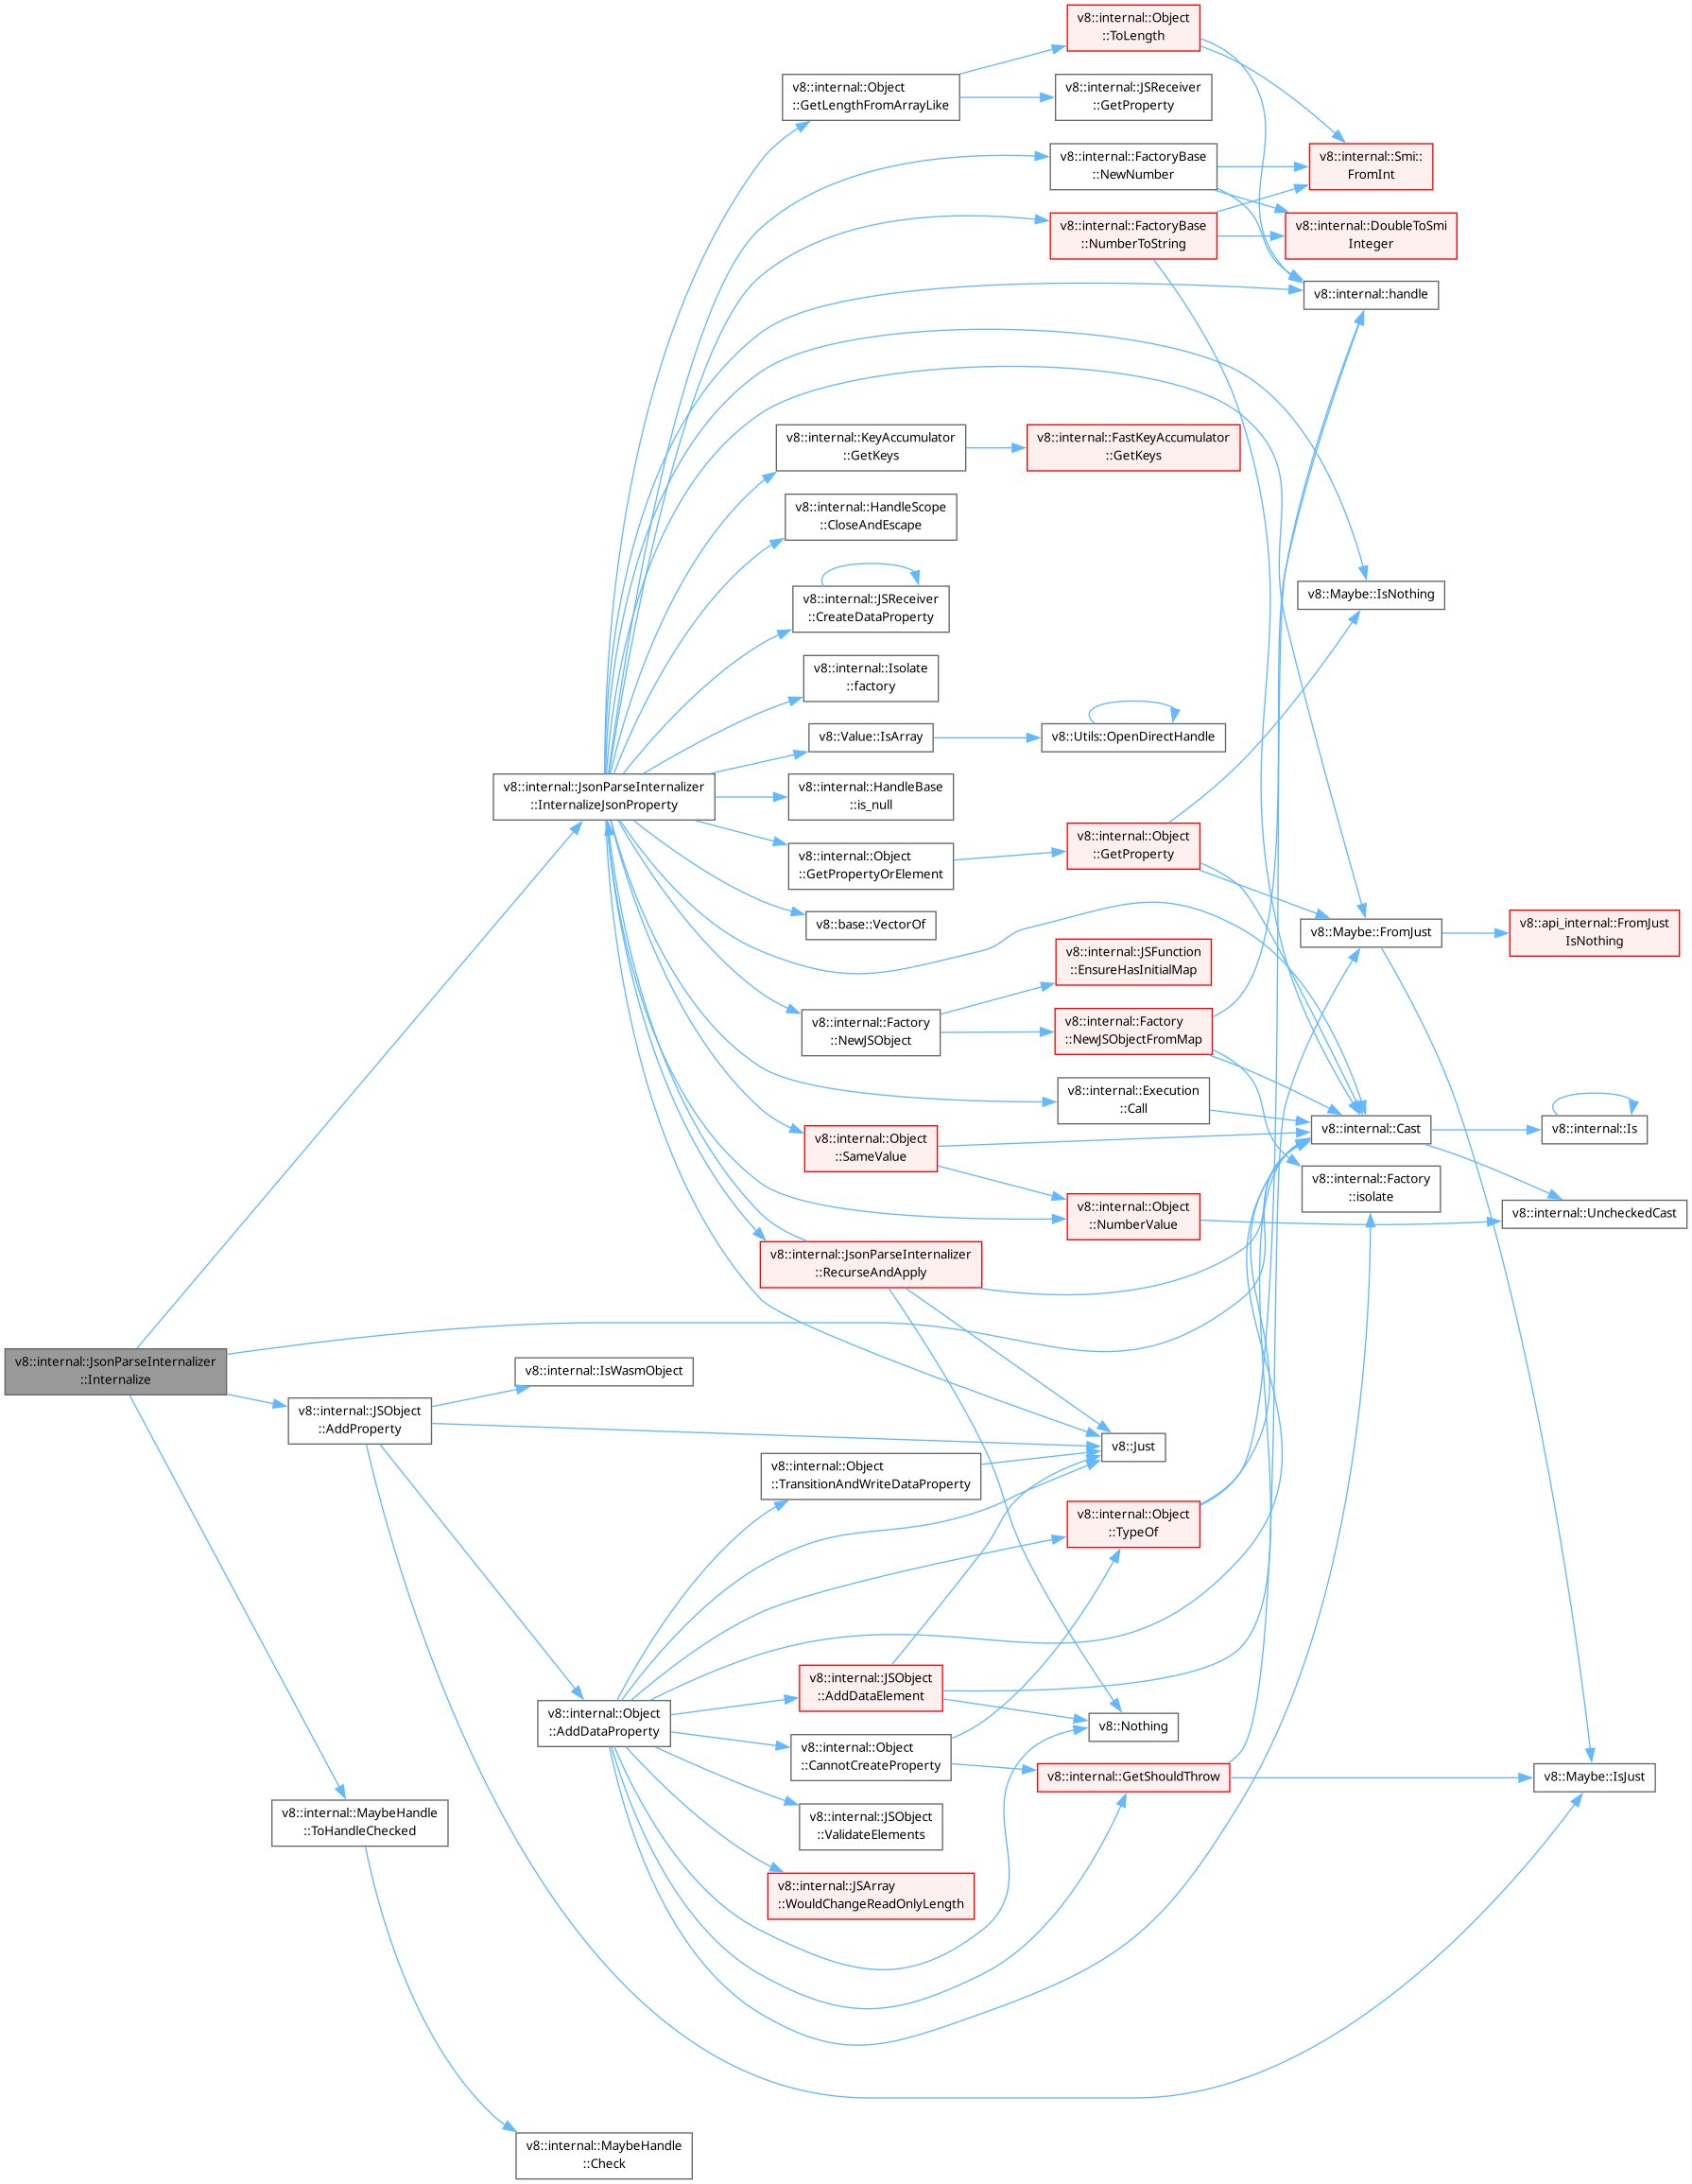 v8::internal::Object
::ToLength
v8::internal::Object
::GetLengthFromArrayLike
v8::internal::JSReceiver
::GetProperty
v8::internal::FactoryBase
::NewNumber
v8::internal::Smi::
FromInt
v8::internal::FactoryBase
::NumberToString
v8::internal::DoubleToSmi
Integer
v8::internal::handle
v8::internal::KeyAccumulator
::GetKeys
v8::internal::FastKeyAccumulator
::GetKeys
v8::internal::HandleScope
::CloseAndEscape
v8::internal::JSReceiver
::CreateDataProperty
v8::Maybe::IsNothing
v8::internal::Isolate
::factory
v8::Value::IsArray
v8::Utils::OpenDirectHandle
v8::internal::JsonParseInternalizer
::InternalizeJsonProperty
v8::internal::HandleBase
::is_null
v8::internal::Object
::GetPropertyOrElement
v8::internal::Object
::GetProperty
v8::base::VectorOf
v8::Maybe::FromJust
v8::api_internal::FromJust
IsNothing
v8::internal::JSFunction
::EnsureHasInitialMap
v8::internal::Factory
::NewJSObject
v8::internal::Factory
::NewJSObjectFromMap
v8::internal::Execution
::Call
v8::internal::Cast
v8::internal::Is
v8::internal::Object
::SameValue
v8::internal::Factory
::isolate
v8::internal::Object
::NumberValue
v8::internal::UncheckedCast
v8::internal::JsonParseInternalizer
::RecurseAndApply
v8::internal::JsonParseInternalizer
::Internalize
v8::internal::IsWasmObject
v8::internal::JSObject
::AddProperty
v8::Just
v8::internal::Object
::TransitionAndWriteDataProperty
v8::internal::Object
::TypeOf
v8::internal::JSObject
::AddDataElement
v8::internal::Object
::AddDataProperty
v8::Nothing
v8::internal::Object
::CannotCreateProperty
v8::internal::GetShouldThrow
v8::Maybe::IsJust
v8::internal::MaybeHandle
::ToHandleChecked
v8::internal::JSObject
::ValidateElements
v8::internal::JSArray
::WouldChangeReadOnlyLength
v8::internal::MaybeHandle
::Check